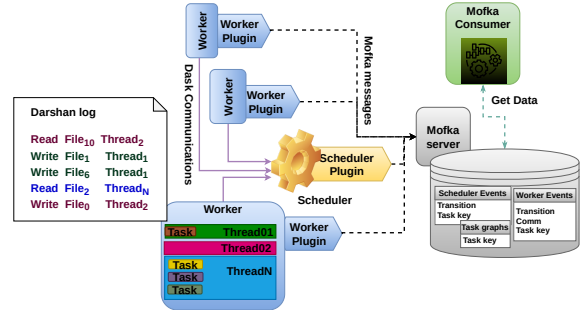 Mofka
Consumer
Worker
Worker
Plugin
Mofka messages
Dask Communications
Worker
Worker
Plugin
Get Data
Mofka
server
Darshan log
Read File10 Thread2
Write File1 Thread1
Write File6 Thread1
Read File2 ThreadN
Write File0 Thread2
Scheduler
Plugin
Scheduler
Scheduler Events
Transition
Task key
Task graphs
Task key
Worker Events
Transition
Comm
Task key
Worker
Task Thread01
Thread02
ThreadN
Task
Task
Task
Worker
Plugin